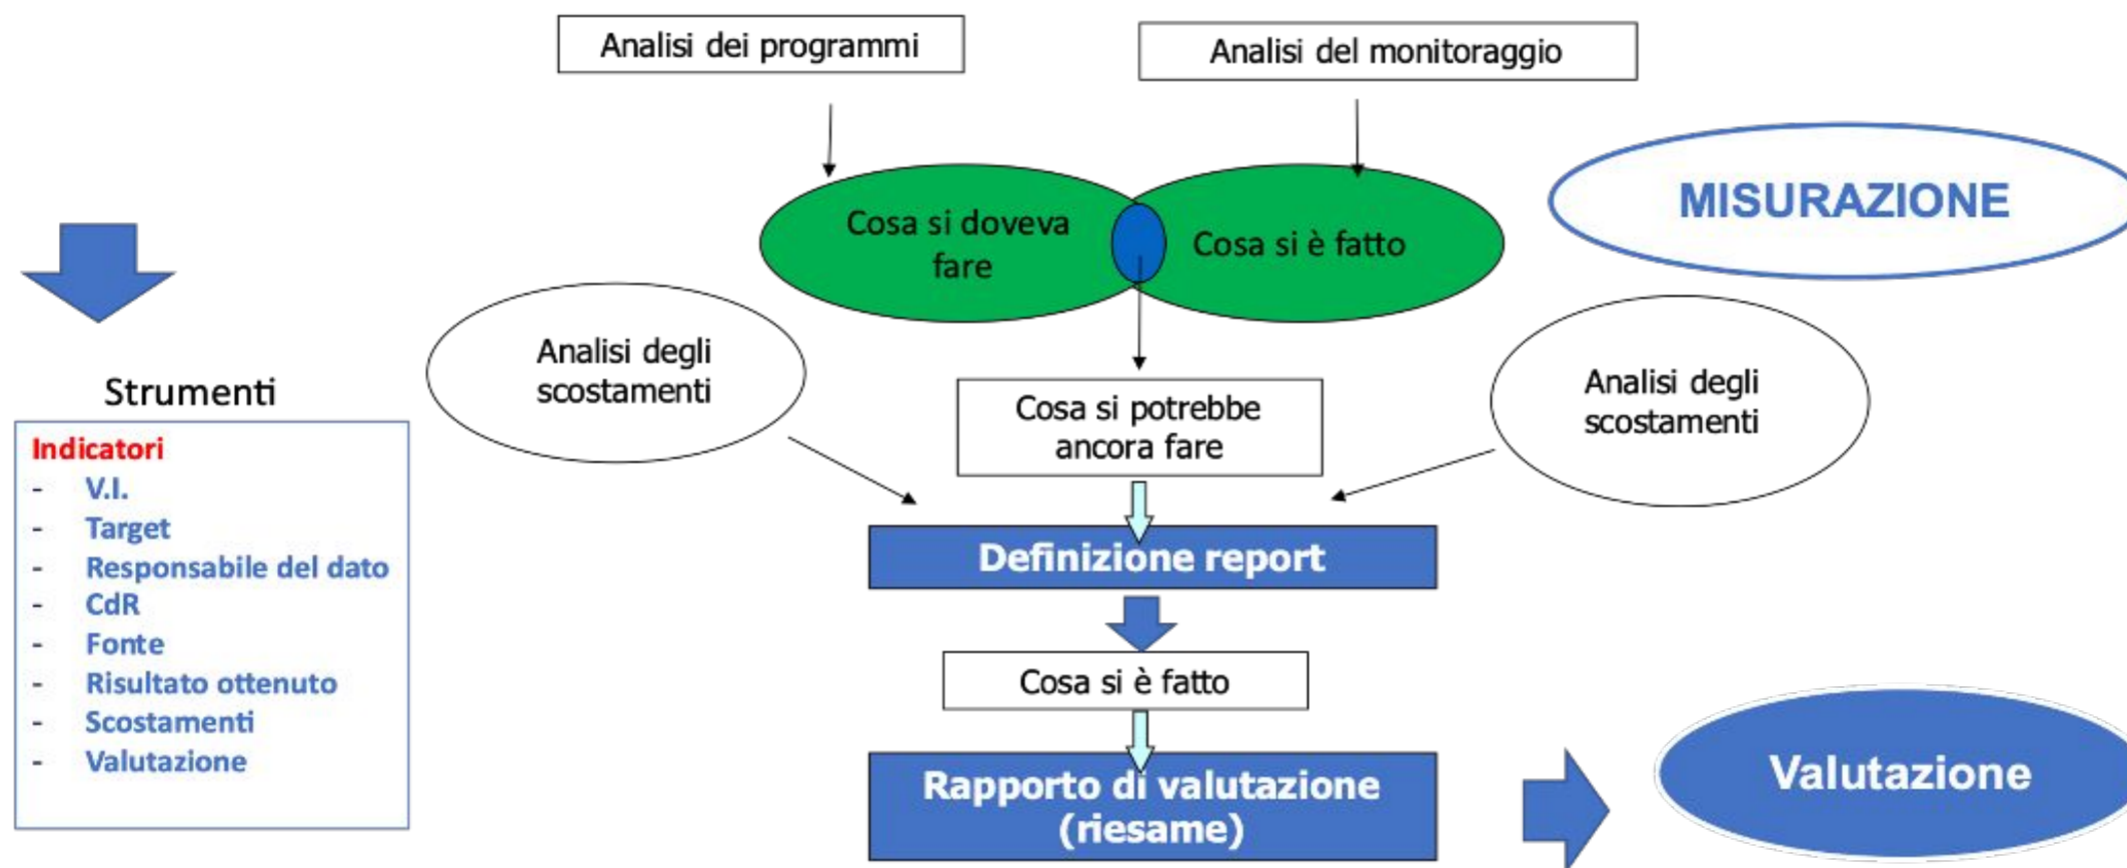 Analisi dei programmi
Analisi del monitoraggio
MISURAZIONE
Cosa si doveva
fare
Cosa si è fatto
Analisi degli
scostamenti
Cosa si potrebbe
ancora fare
Analisi degli
scostamenti
Strumenti
Indicatori
- V.I.
- Target
- Responsabile del dato
- CdR
- Fonte
- Risultato ottenuto
- Scostamenti
- Valutazione
Definizione report
Cosa si è fatto
Rapporto di valutazione
(riesame)
Valutazione